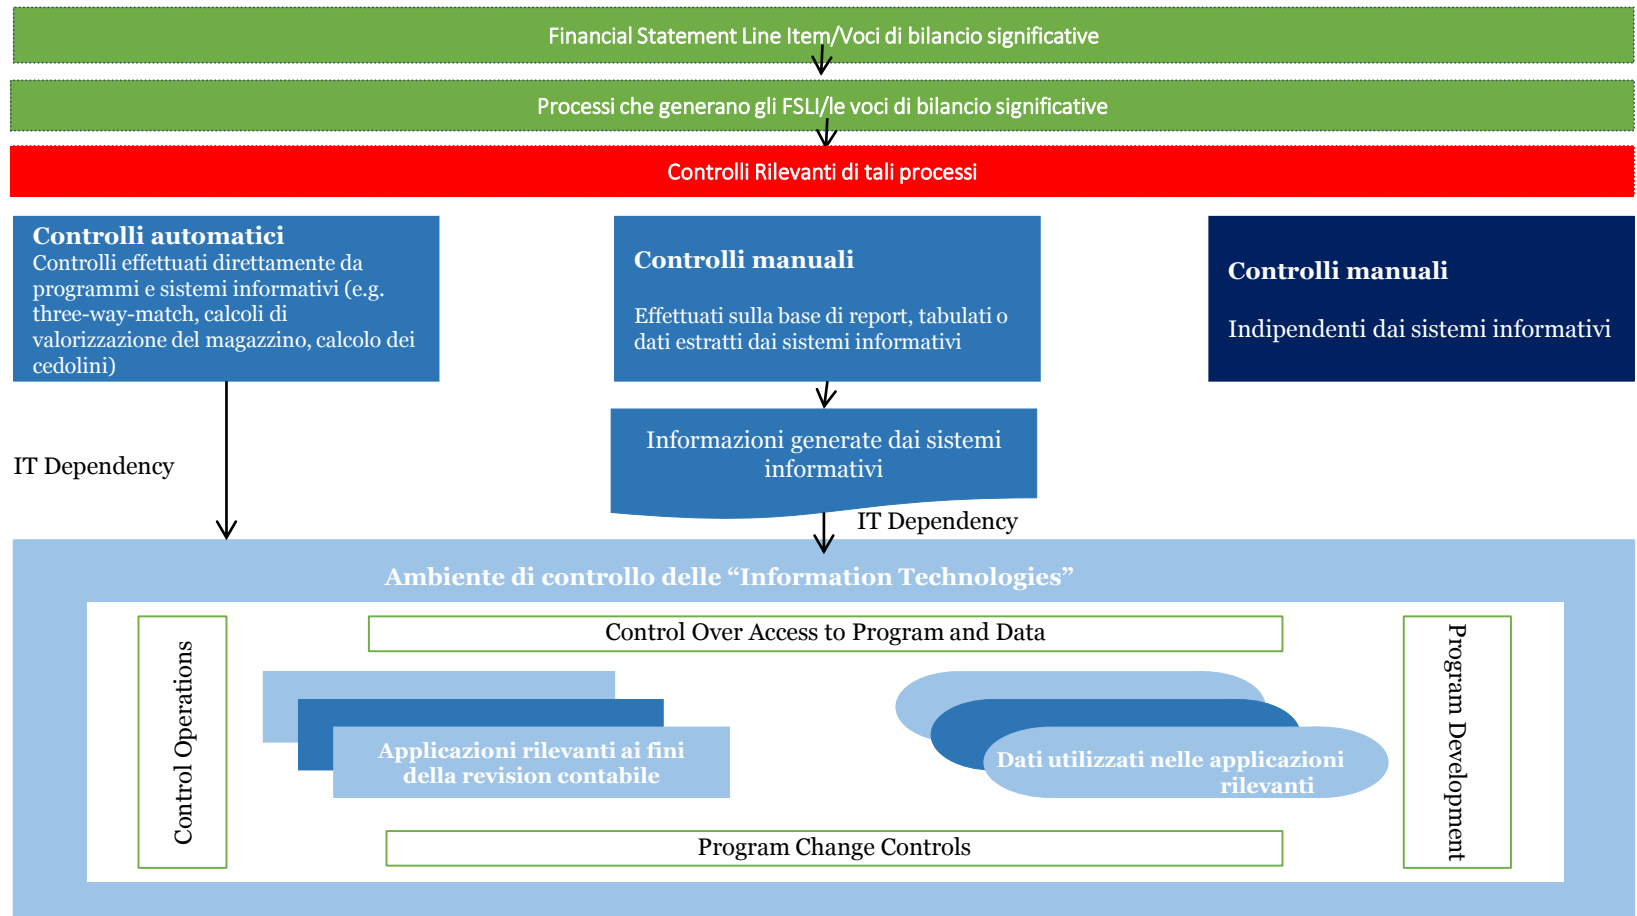 Financial Statement Line Item/Voci di bilancio significative
Processi che generano gli FSLI/le voci di bilancio significative
Controlli Rilevanti di tali processi
Controlli automatici
Controlli effettuati direttamente da
programmi e sistemi informativi (e.g.
three-way-match, calcoli di
valorizzazione del magazzino, calcolo dei
cedolini)
Controlli manuali
Effettuati sulla base di report, tabulati o
dati estratti dai sistemi informativi
Controlli manuali
Indipendenti dai sistemi informativi
Informazioni generate dai sistemi
informativi
IT Dependency
IT Dependency
Ambiente di controllo delle “Information Technologies”
Control Operations
Control Over Access to Program and Data
Applicazioni rilevanti ai fini
della revision contabile
Dati utilizzati nelle applicazioni
rilevanti
Program Change Controls
Program Development